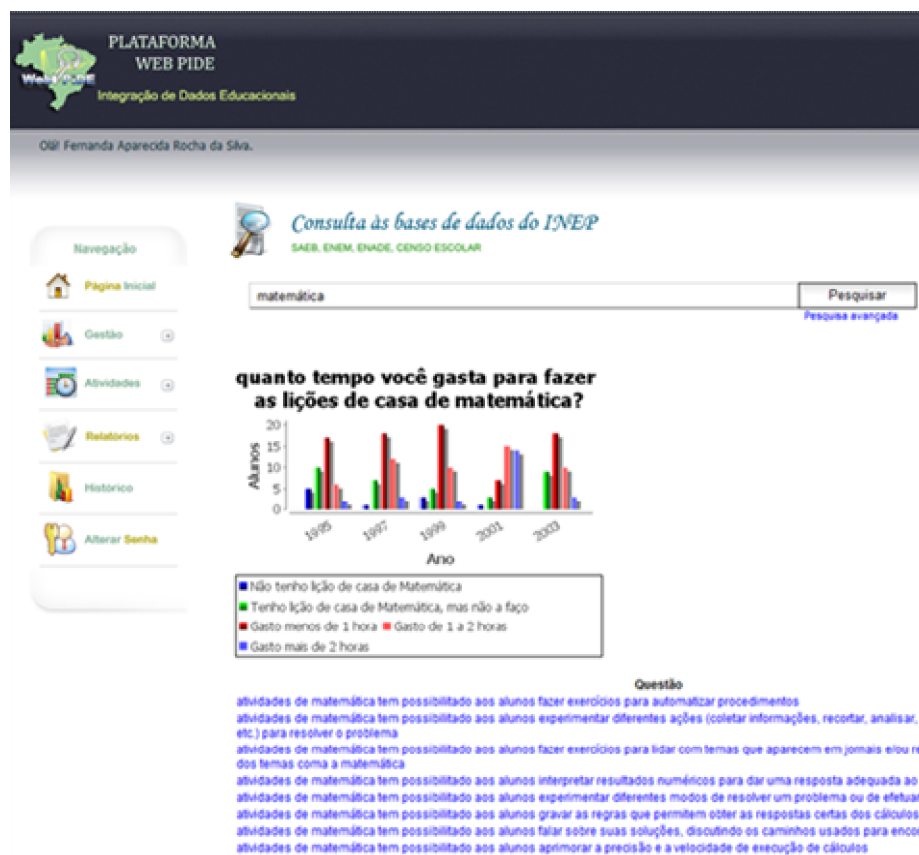 PLATAFORMA
WEB PIDE
Integração de Dados Educacionais
Olá! Fernanda Aparecida Rocha da Silva.
Consulta às bases de dados do INEP
SAEB, ENEM, ENADE, CENSO ESCOLAR
Navegação
Página Inicial
Gestão
Atividades
Relatórios
Histórico
Alterar Senha
matemática
Pesquisar
Pesquisa avançada
quanto tempo você gasta para fazer
as lições de casa de matemática?
Alunos
20
15
10
5
0
1995 1997 1999 2001 2003
Ano
Não tenho lição de casa de Matemática
Tenho lição de casa de Matemática, mas não a faço
Gasto menos de 1 hora Gasto de 1 a 2 horas
Gasto mais de 2 horas
Questão
atividades de matemática tem possibilitado aos alunos fazer exercícios para automatizar procedimentos
atividades de matemática tem possibilitado aos alunos experimentar diferentes ações (coletar informações, recortar, analisar,
etc.) para resolver o problema
atividades de matemática tem possibilitado aos alunos fazer exercícios para lidar com temas que aparecem em jornais e/ou re
dos temas coma a matemática
atividades de matemática tem possibilitado aos alunos interpretar resultados numéricos para dar uma resposta adequada ao
atividades de matemática tem possibilitado aos alunos experimentar diferentes modos de resolver um problema ou de efetuar
atividades de matemática tem possibilitado aos alunos gravar as regras que permitem obter as respostas certas dos cálculos
atividades de matemática tem possibilitado aos alunos falar sobre suas soluções, discutindo os caminhos usados para enco
atividades de matemática tem possibilitado aos alunos aprimorar a precisão e a velocidade de execução de cálculos